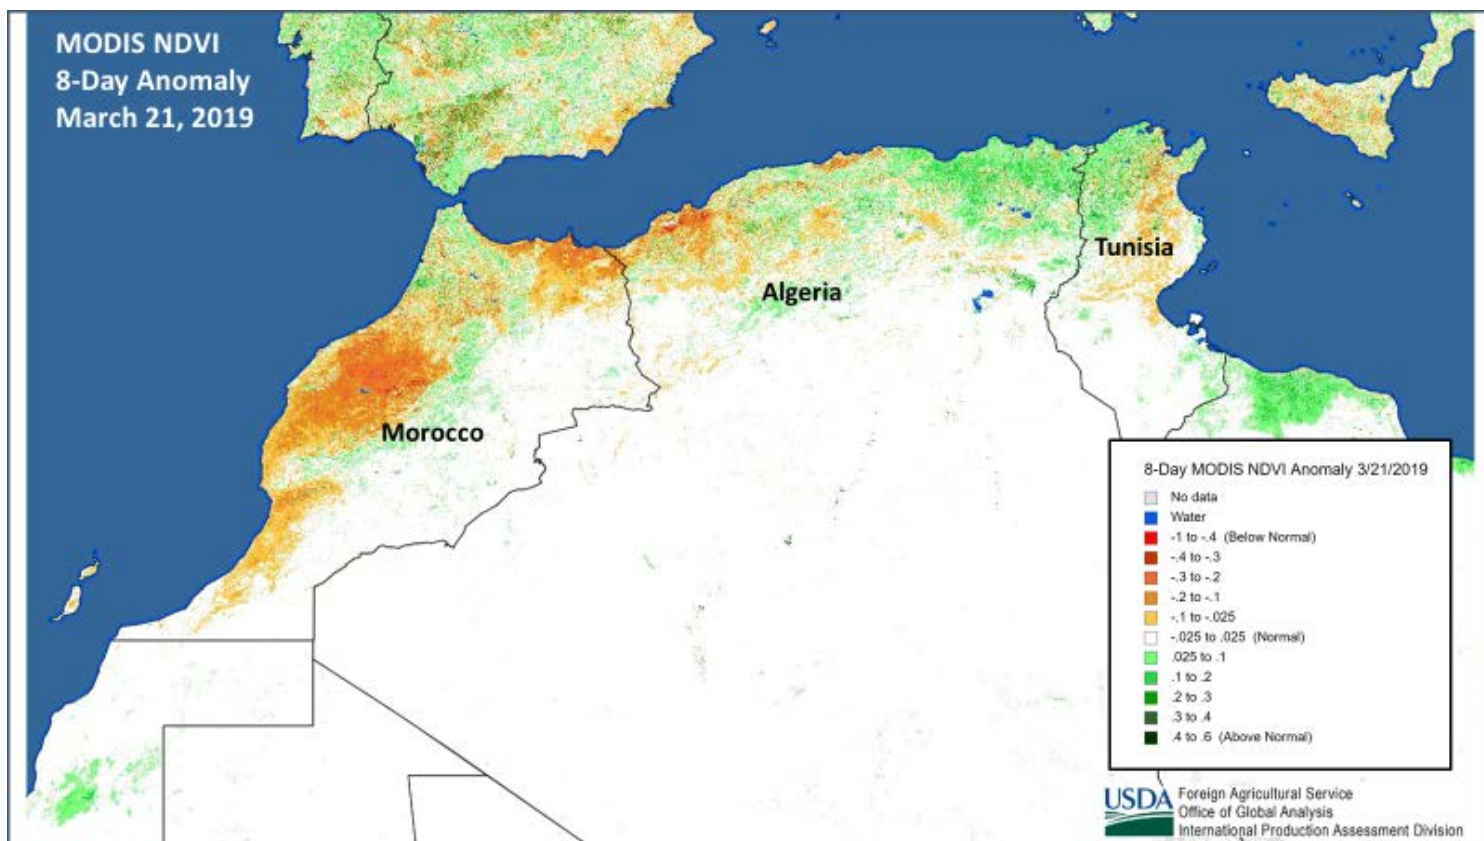 MODIS NDVI
8-Day Anomaly
March 21, 2019
Tunisia
Algeria
Morocco
8-Day MODIS NDVI Anomaly 3/21/2019
No data
Water
-1 to -.4 (Below Normal)
-.4 to -.3
-.3 to -.2
-.2 to -.1
-.1 to -.025
-.025 to .025 (Normal)
.025 to .1
.1 to .2
.2 to .3
.3 to .4
.4 to .6 (Above Normal)
USDA
Foreign Agricultural Service
Office of Global Analysis
International Production Assessment Division